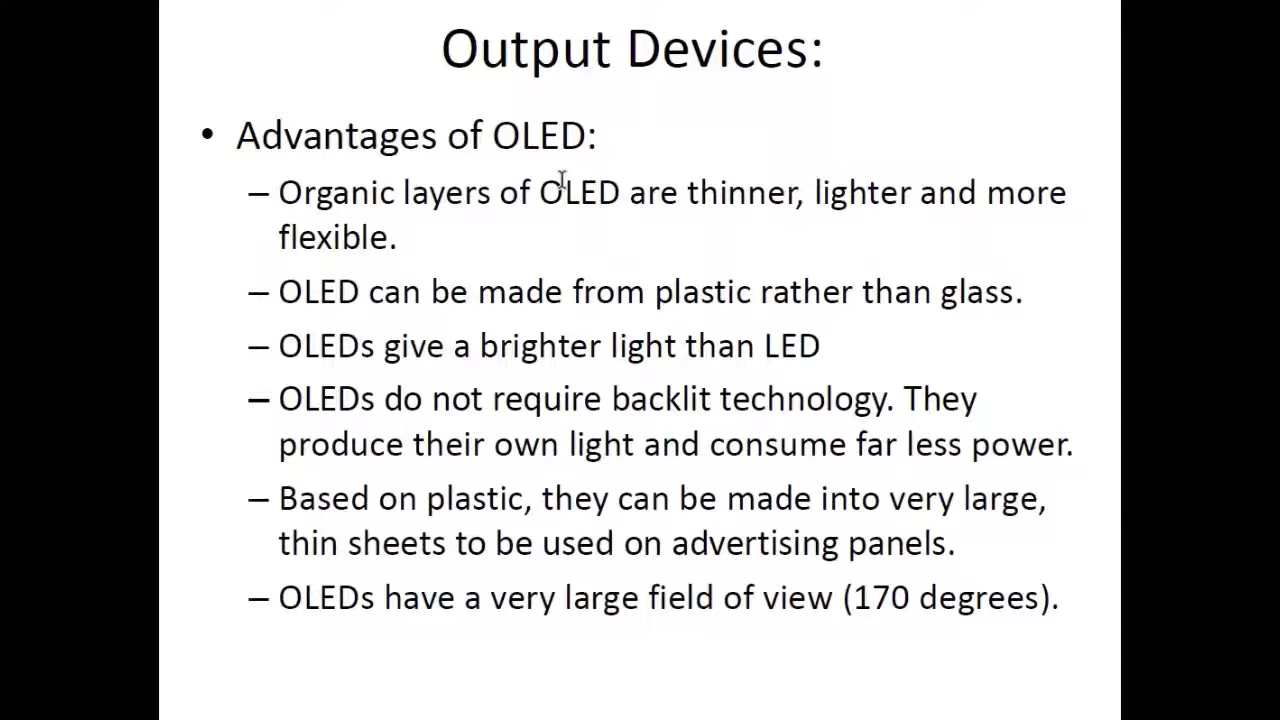 Output Devices:
• Advantages of OLED:
– Organic layers of OLED are thinner, lighter and more
flexible.
– OLED can be made from plastic rather than glass.
– OLEDs give a brighter light than LED
– OLEDs do not require backlit technology. They
produce their own light and consume far less power.
– Based on plastic, they can be made into very large,
thin sheets to be used on advertising panels.
– OLEDs have a very large field of view (170 degrees).